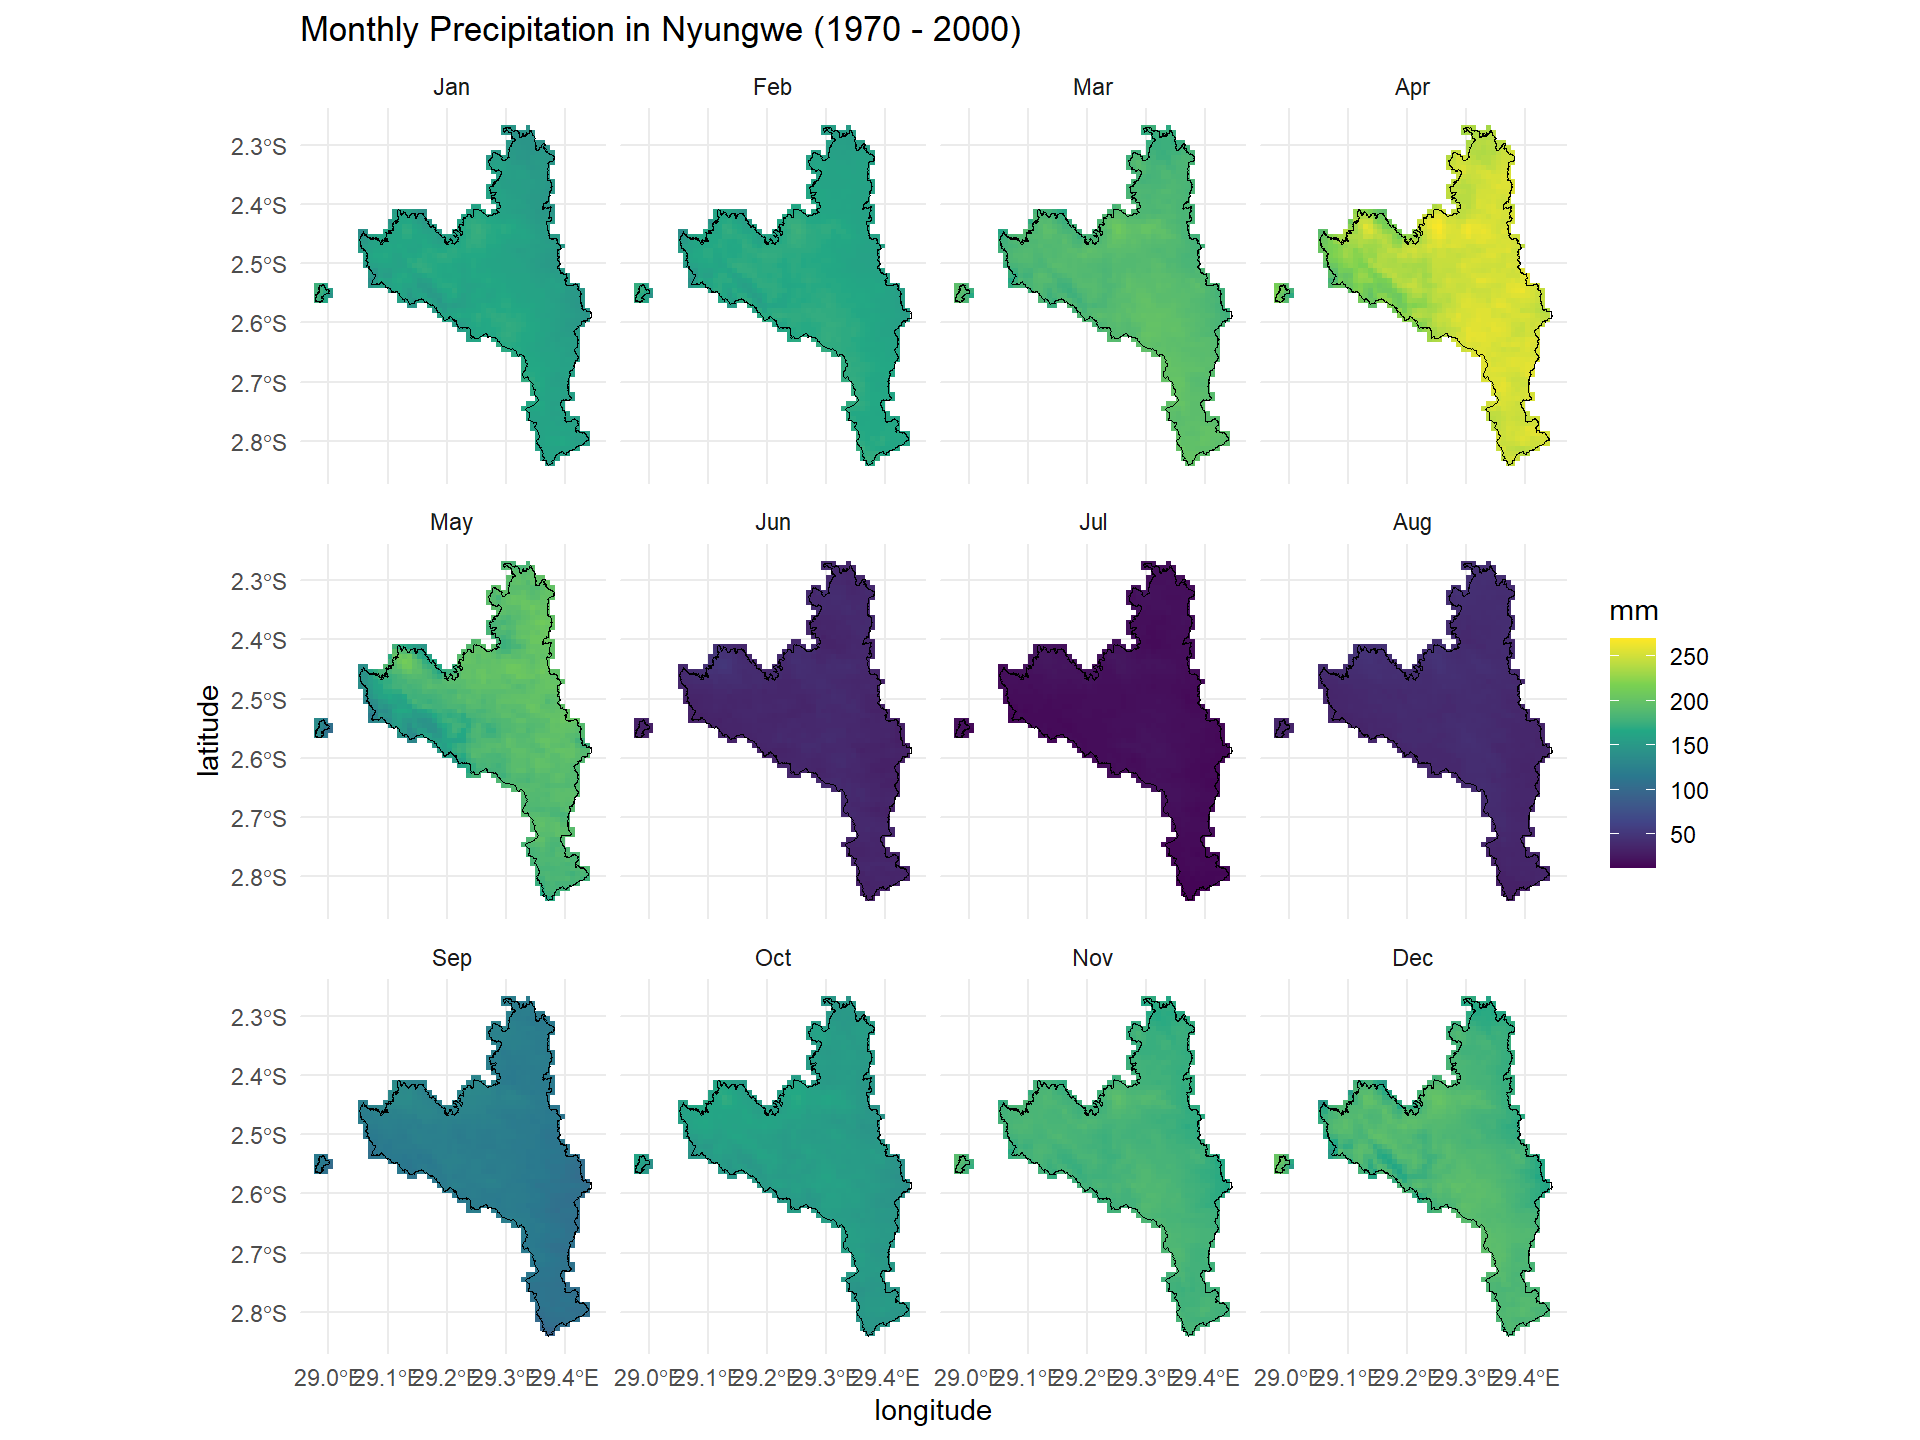 Monthly Precipitation in Nyungwe (1970 - 2000)
Jan Feb Mar Apr
2.3°S
2.4°S
2.5°S
2.6°S
2.7°S
2.8°S
May Jun Jul Aug
2.3°S
2.4°S
2.5°S
2.6°S
2.7°S
2.8°S
latitude
mm
250
200
150
100
50
Sep Oct Nov Dec
2.3°S
2.4°S
2.5°S
2.6°S
2.7°S
2.8°S
29.0°E 29.1°E 29.2°E 29.3°E 29.4°E 29.0°E 29.1°E 29.2°E 29.3°E 29.4°E 29.0°E 29.1°E 29.2°E 29.3°E 29.4°E 29.0°E 29.1°E 29.2°E 29.3°E 29.4°E
longitude